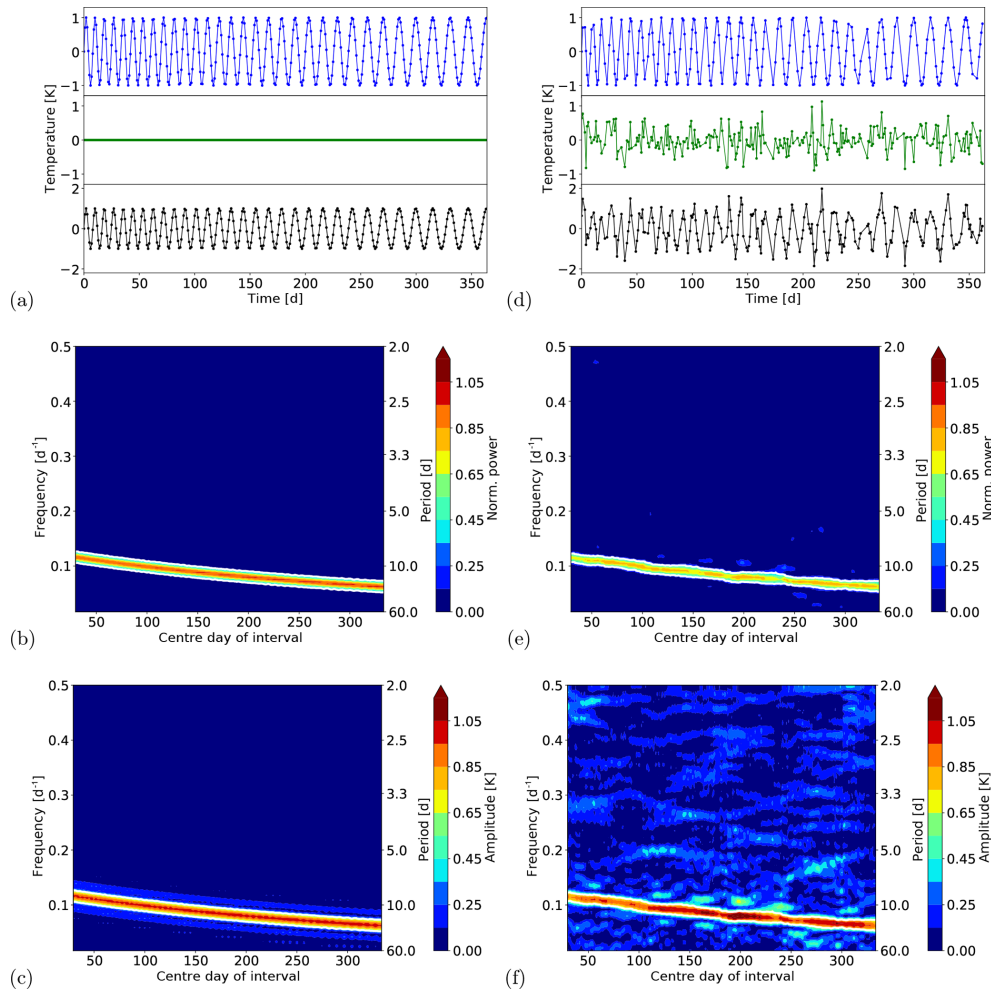 1
0
−1
1
0
−1
2
0
−2
Temperature [K]
0 50 100 150 200 250 300 350
Time [d]
(a)
1
0
−1
1
0
−1
2
0
−2
Temperature [K]
0 50 100 150 200 250 300 350
Time [d]
(d)
0.5
0.4
0.3
0.2
0.1
Frequency [d⁻¹]
50 100 150 200 250 300
Centre day of interval
2.0
2.5
3.3
5.0
10.0
60.0
Period [d]
1.05
0.85
0.65
0.45
0.25
0.00
Norm. power
(b)
0.5
0.4
0.3
0.2
0.1
Frequency [d⁻¹]
50 100 150 200 250 300
Centre day of interval
2.0
2.5
3.3
5.0
10.0
60.0
Period [d]
1.05
0.85
0.65
0.45
0.25
0.00
Norm. power
(e)
0.5
0.4
0.3
0.2
0.1
Frequency [d⁻¹]
50 100 150 200 250 300
Centre day of interval
2.0
2.5
3.3
5.0
10.0
60.0
Period [d]
1.05
0.85
0.65
0.45
0.25
0.00
Amplitude [K]
(c)
0.5
0.4
0.3
0.2
0.1
Frequency [d⁻¹]
50 100 150 200 250 300
Centre day of interval
2.0
2.5
3.3
5.0
10.0
60.0
Period [d]
1.05
0.85
0.65
0.45
0.25
0.00
Amplitude [K]
(f)